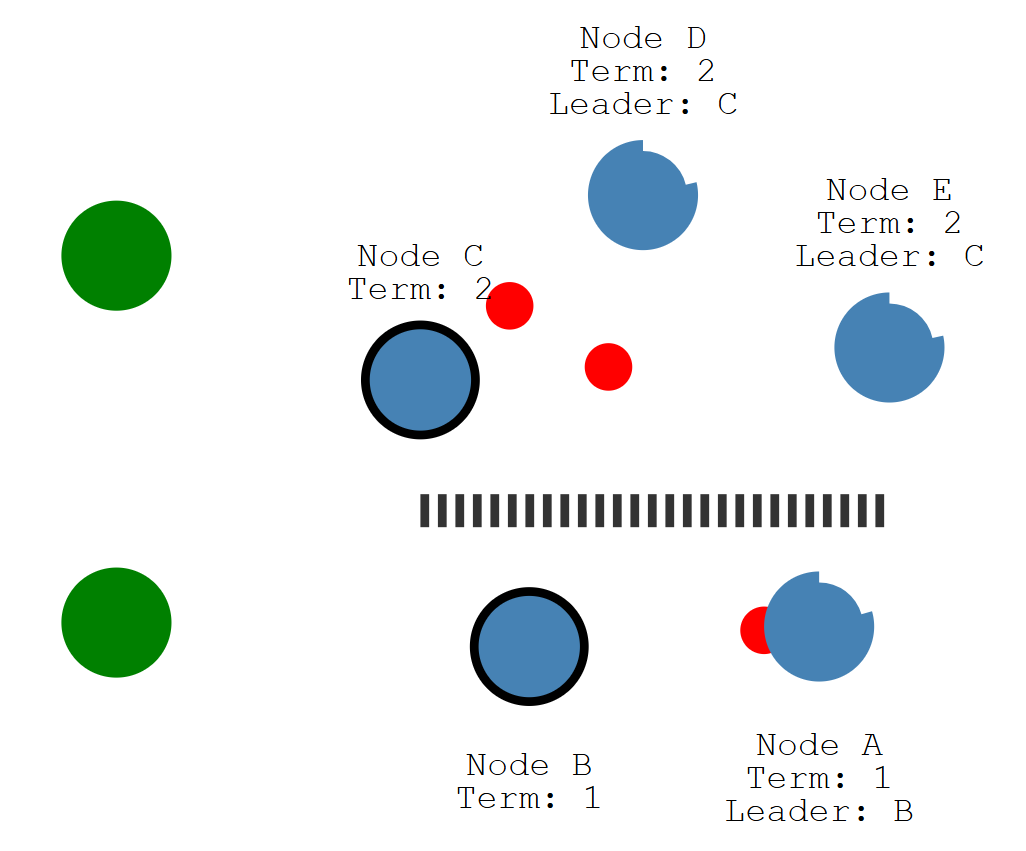 Node D
Term: 2
Leader: C
Node E
Term: 2
Leader: C
Node C
Term: 2
Node B
Term: 1
Node A
Term: 1
Leader: B